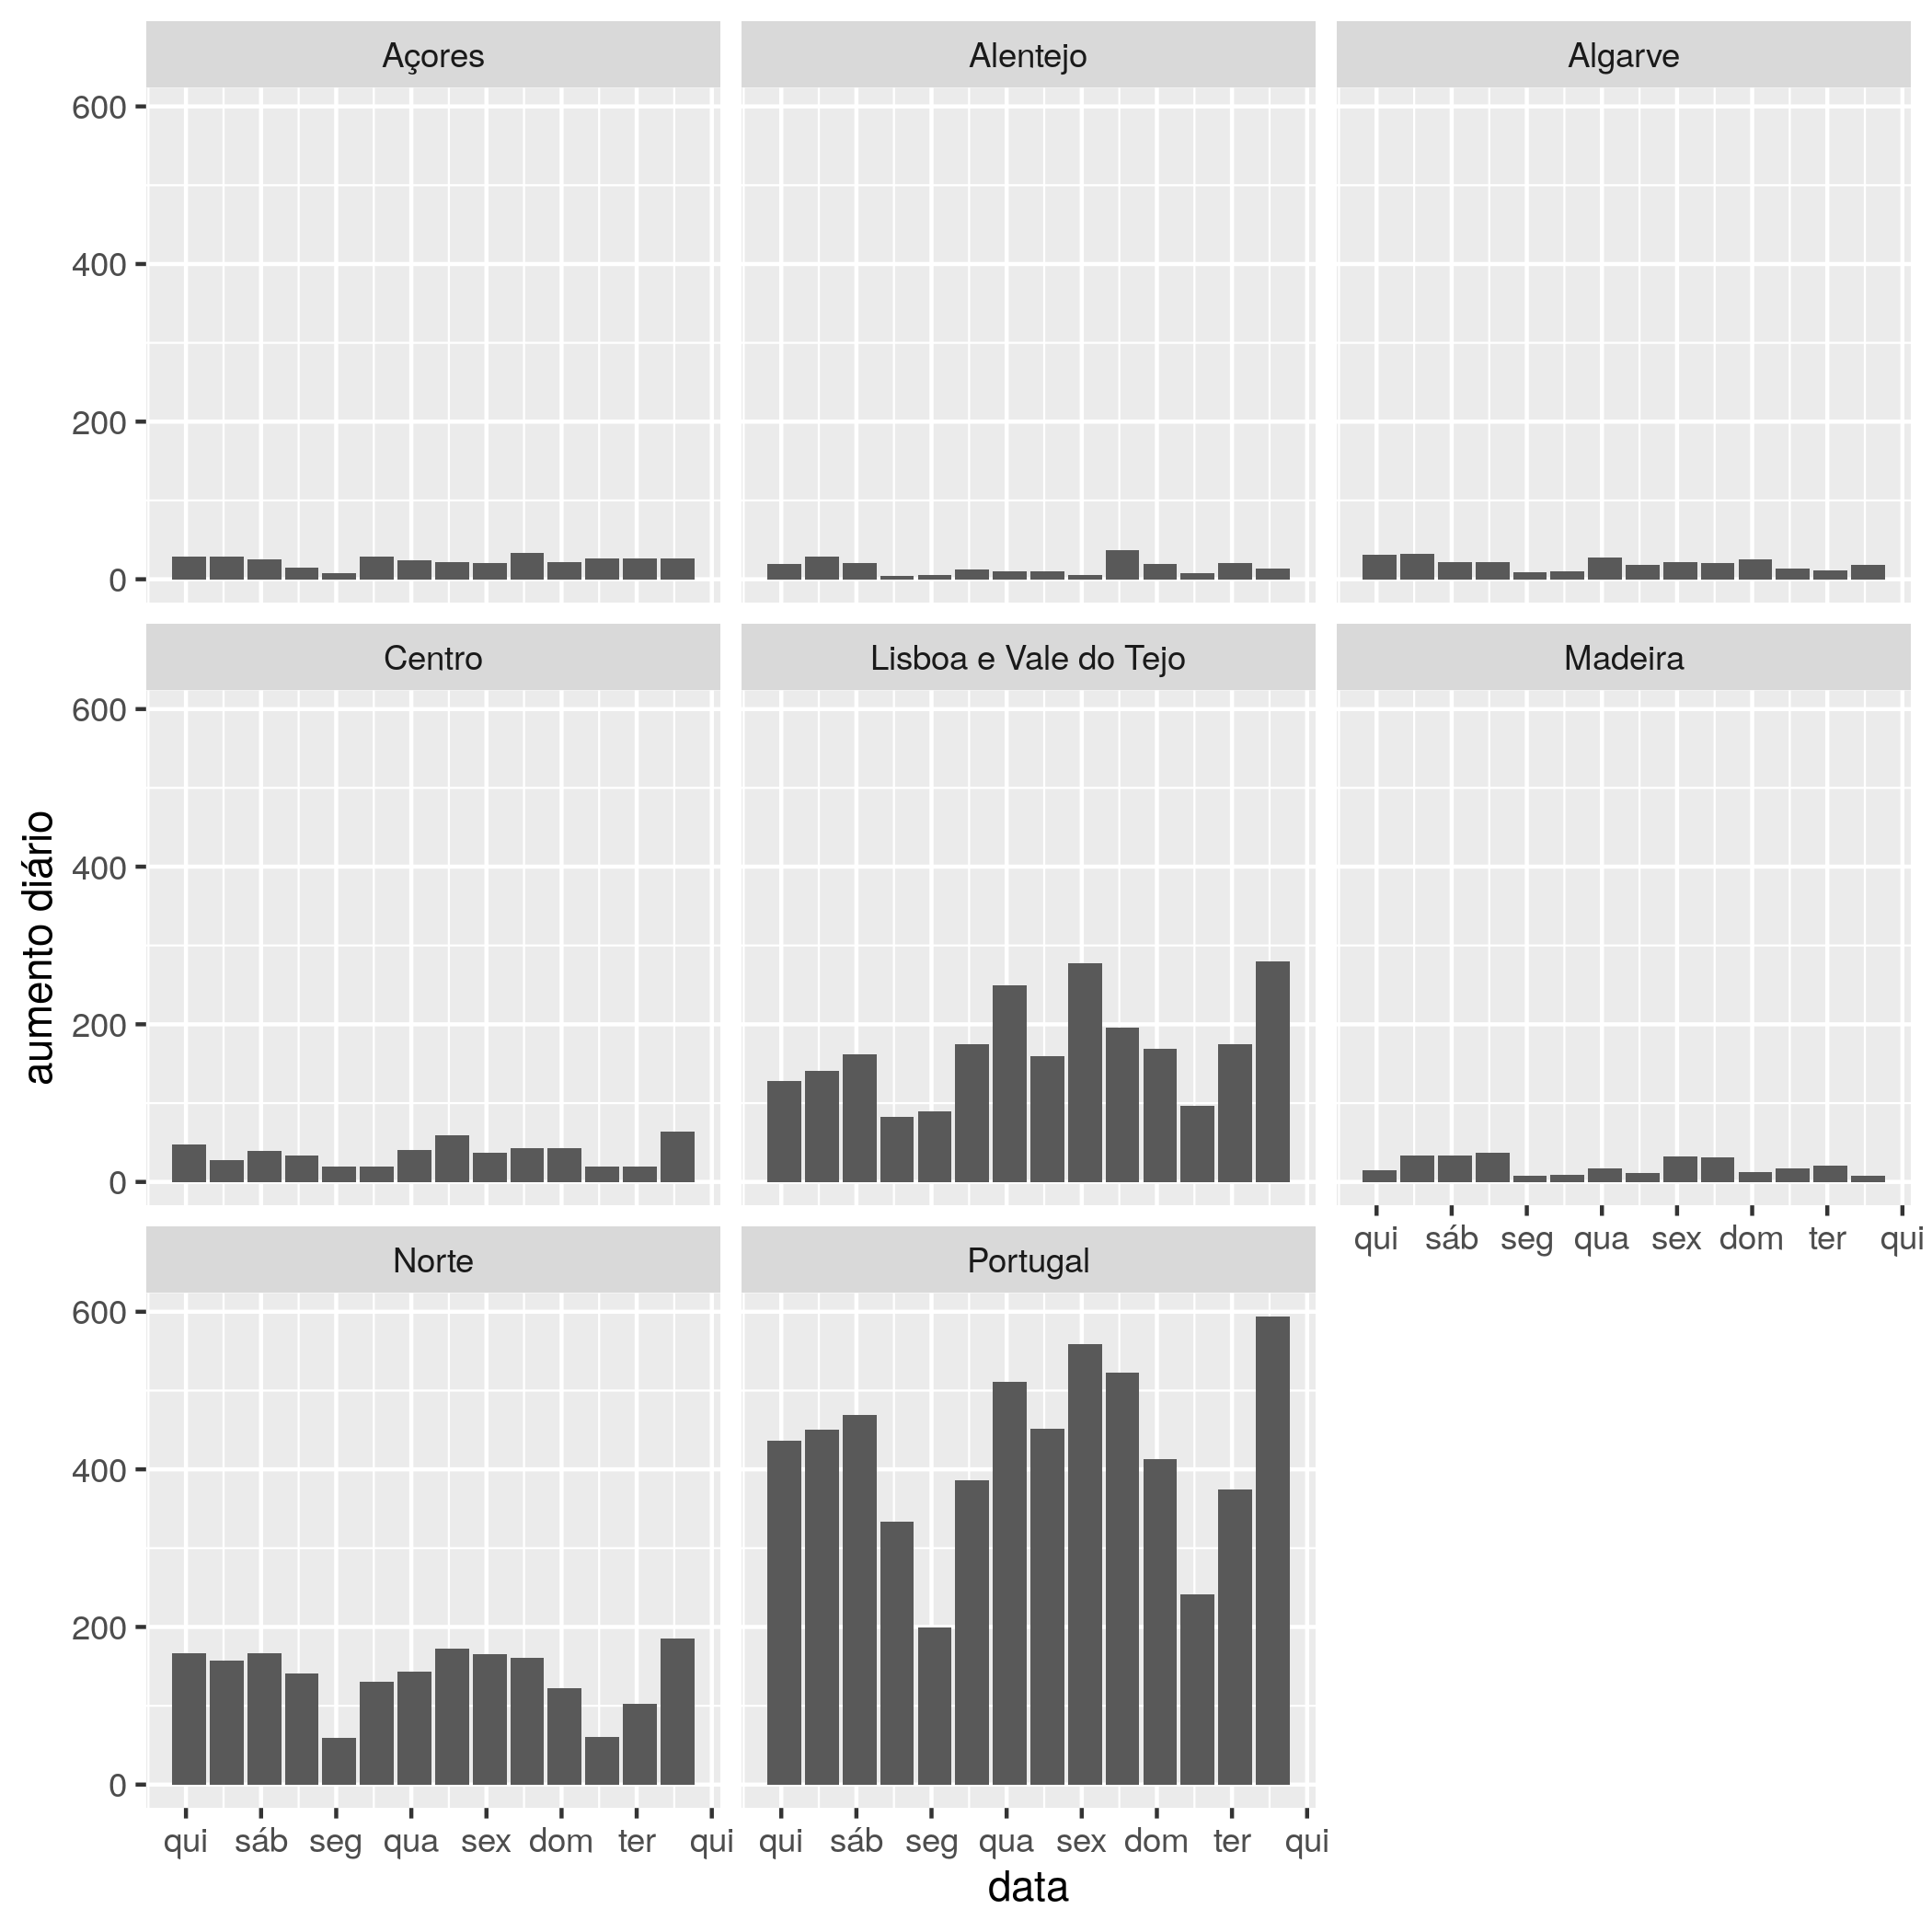 Açores Alentejo Algarve
600
400
200
0
Centro Lisboa e Vale do Tejo Madeira
600
400
200
0
qui sáb seg qua sex dom ter qui
Norte Portugal
600
400
200
0
qui sáb seg qua sex dom ter qui qui sáb seg qua sex dom ter qui
data
aumento diário